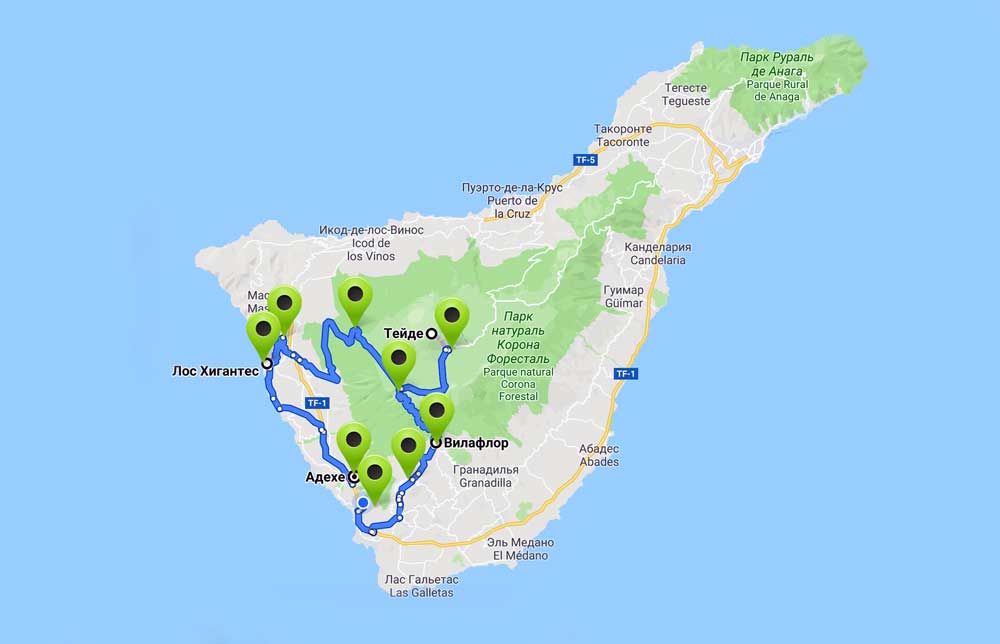 Парк Рураль
де Анага
Parque Rural
de Anaga
Тегесте
Tegueste
Такоронте
Tacoronte
TF-5
Пуэрто-де-ла-Крус
Puerto de
la Cruz
Икод-де-лос-Винос
Icod de
los Vinos
Канделария
Candelaria
Гуимар
Güímar
Тейде
Парк
натураль
Корона
Форесталь
Parque natural
Corona
Forestal
Лос Хигантес
TF-1
TF-1
Вилафлор
Абадес
Abades
Гранадилья
Granadilla
Адехе
Эль Медано
El Médano
Лас Гальетас
Las Galletas